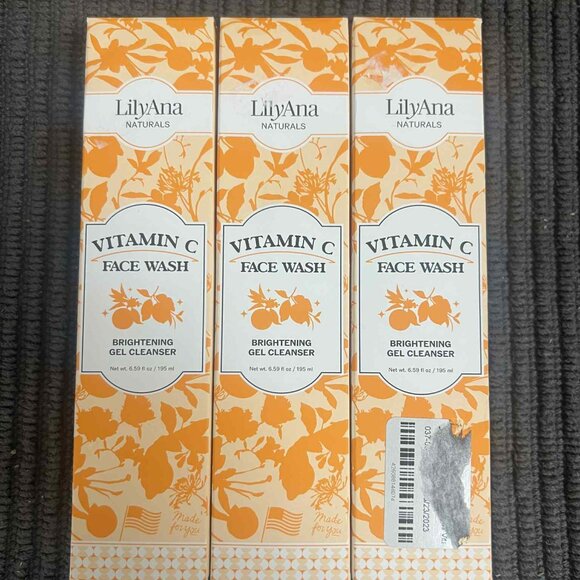 LilyAna
NATURALS
VITAMIN C
FACE WASH
BRIGHTENING
GEL CLEANSER
Net wt. 6.59 fl oz / 195 ml
Made
for you
LilyAna
NATURALS
VITAMIN C
FACE WASH
BRIGHTENING
GEL CLEANSER
Net wt. 6.59 fl oz / 195 ml
Made
for you
LilyAna
NATURALS
VITAMIN C
FACE WASH
BRIGHTENING
GEL CLEANSER
Net wt. 6.59 fl oz / 195 ml
/23/2023